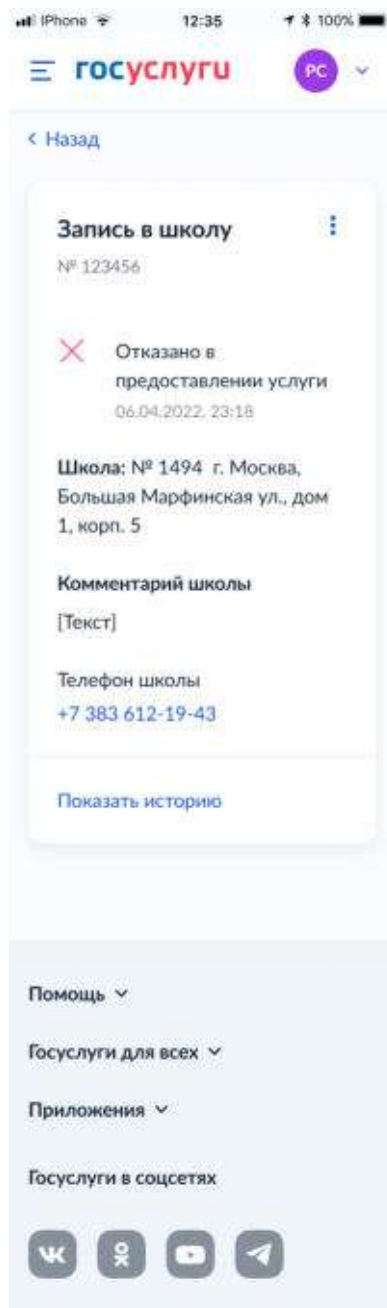 iPhone 12:35 100%
госуслуги РС
Назад
Запись в школу
№ 123456
Отказано в
предоставлении услуги
06.04.2022, 23:18
Школа: № 1494 г. Москва,
Большая Марфинская ул., дом
1, корп. 5
Комментарий школы
[Текст]
Телефон школы
+7 383 612-19-43
Показать историю
Помощь
Госуслуги для всех
Приложения
Госуслуги в соцсетях